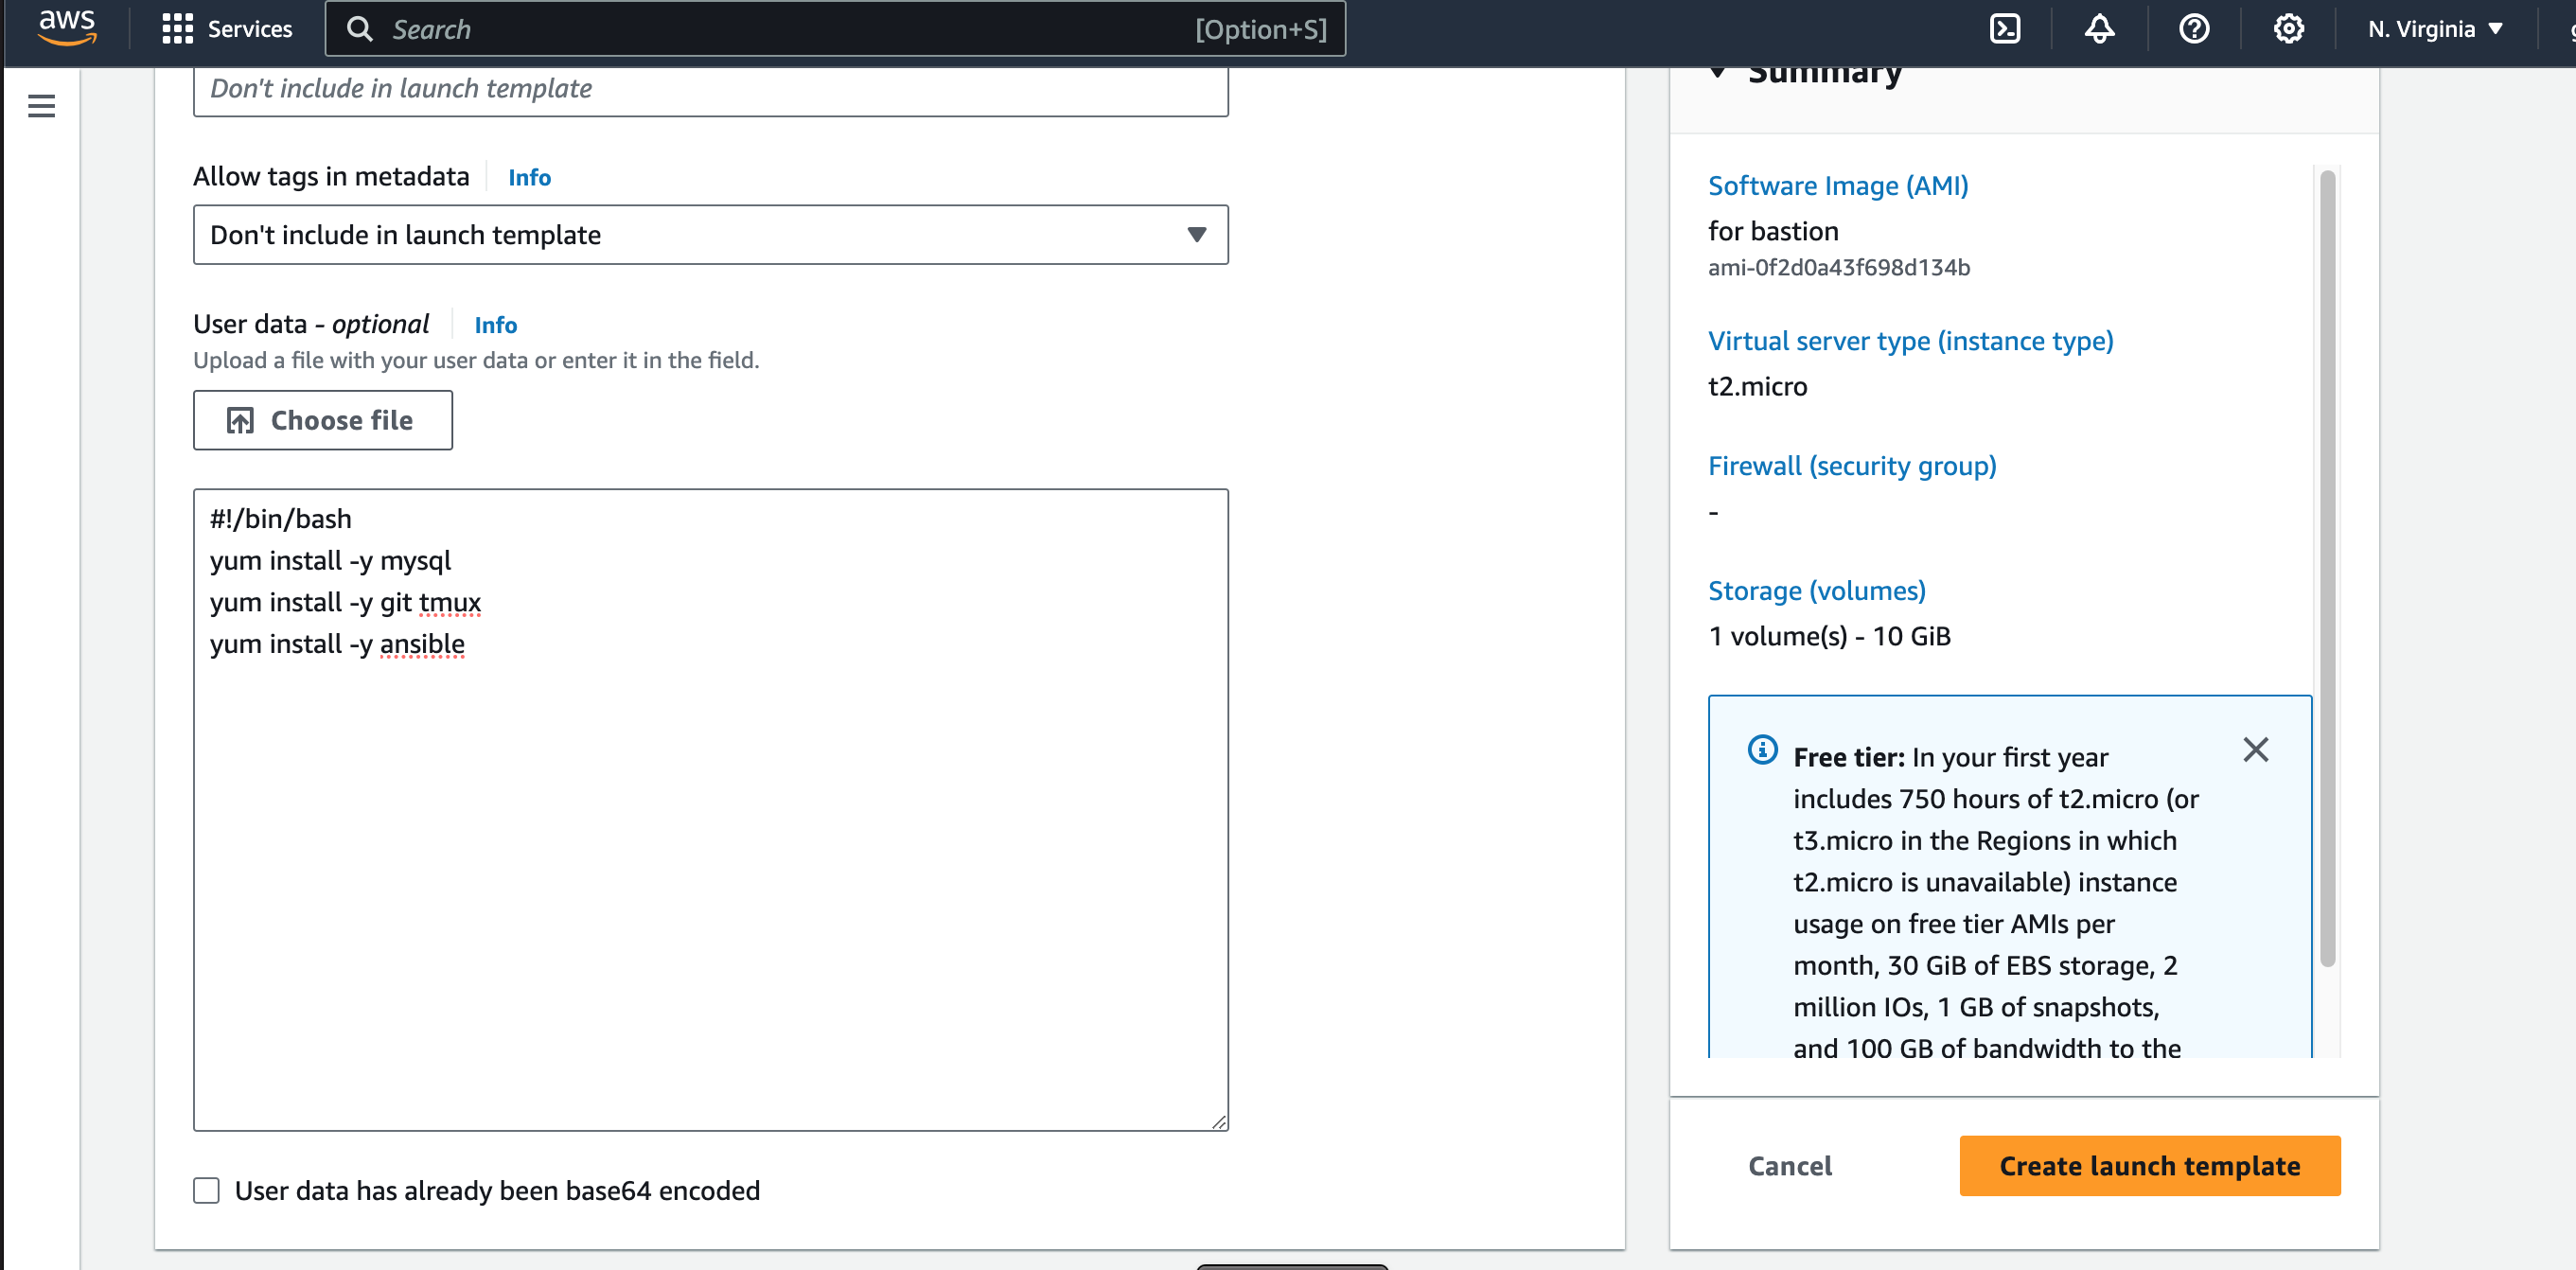 aws
Services
Search
[Option+S]
N. Virginia
Don't include in launch template
Allow tags in metadata
Info
Don't include in launch template
User data - optional
Info
Upload a file with your user data or enter it in the field.
Choose file
#!/bin/bash
yum install -y mysql
yum install -y git tmux
yum install -y ansible
User data has already been base64 encoded
Summary
Software Image (AMI)
for bastion
ami-0f2d0a43f698d134b
Virtual server type (instance type)
t2.micro
Firewall (security group)
-
Storage (volumes)
1 volume(s) - 10 GiB
Free tier: In your first year
includes 750 hours of t2.micro (or
t3.micro in the Regions in which
t2.micro is unavailable) instance
usage on free tier AMIs per
month, 30 GiB of EBS storage, 2
million IOs, 1 GB of snapshots,
and 100 GB of bandwidth to the
Cancel
Create launch template